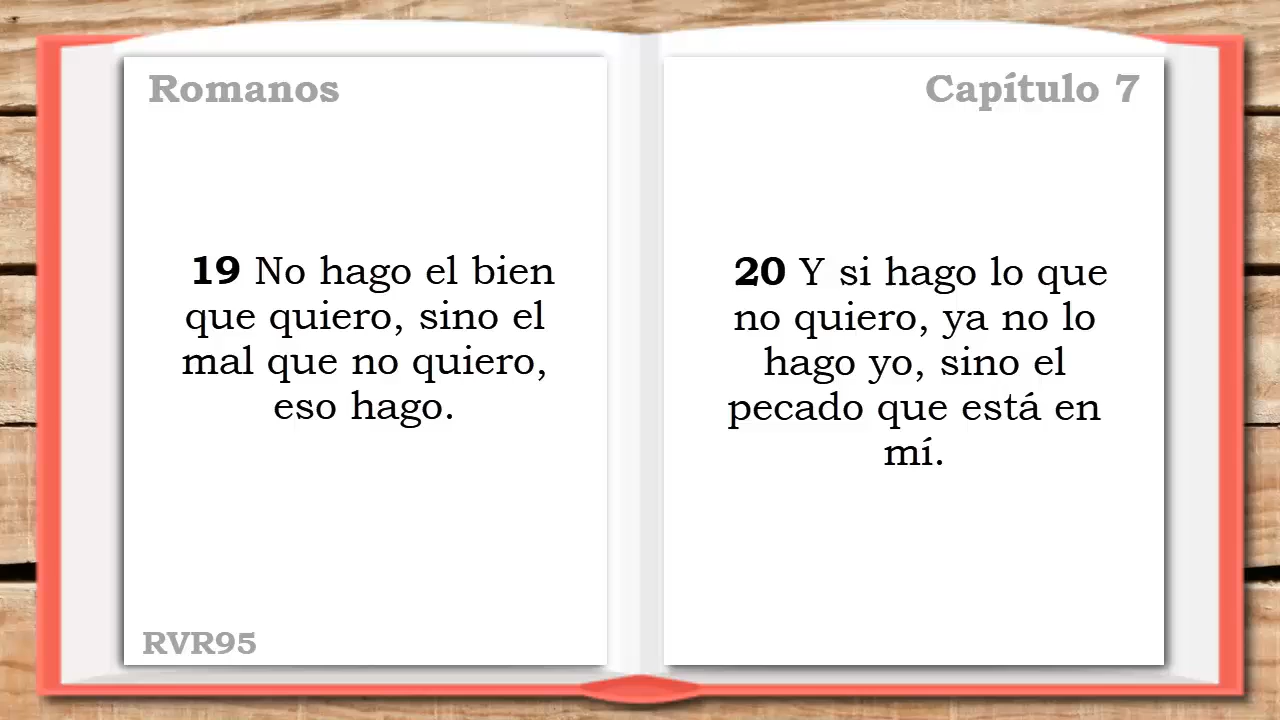 Romanos
19 No hago el bien
que quiero, sino el
mal que no quiero,
eso hago.
RVR95
Capítulo 7
20 Y si hago lo que
no quiero, ya no lo
hago yo, sino el
pecado que está en
mí.